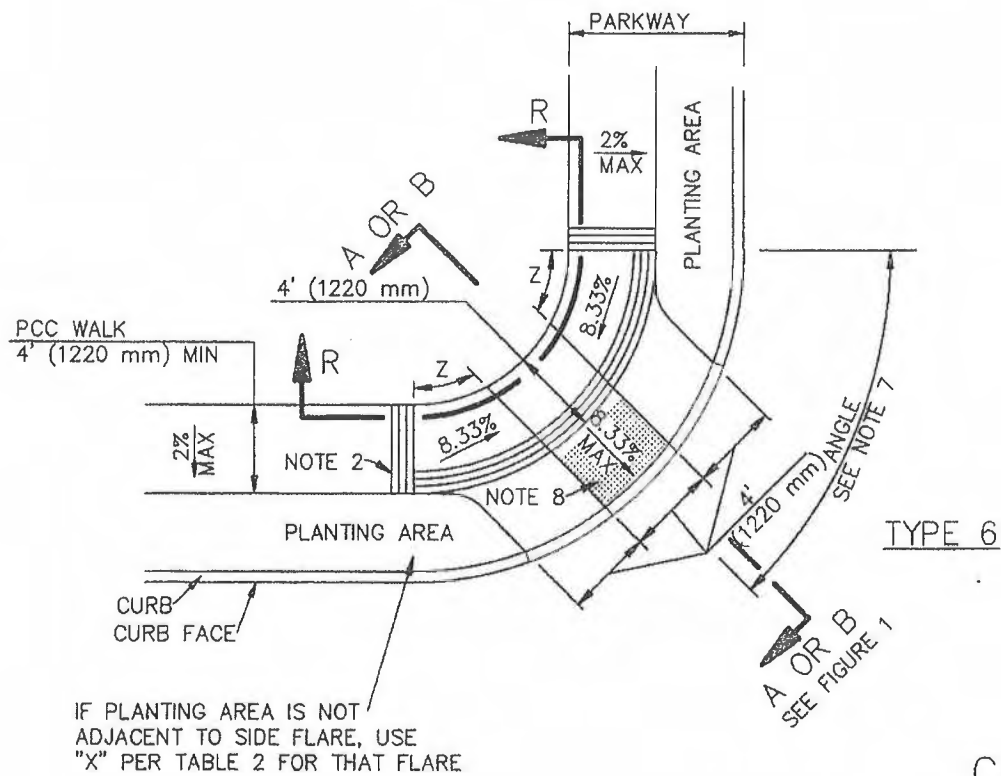 PARKWAY
R
2%
MAX
PLANTING AREA
A OR B
4' (1220 mm)
Z
8.33%
PCC WALK
4' (1220 mm) MIN
R
Z
2%
MAX
NOTE 2
8.33%
8.33%
MAX
NOTE 8
ANGLE
SEE NOTE 7
4'
(1220 mm)
PLANTING AREA
TYPE 6
CURB
CURB FACE
A OR B
SEE FIGURE 1
IF PLANTING AREA IS NOT
ADJACENT TO SIDE FLARE, USE
"X" PER TABLE 2 FOR THAT FLARE